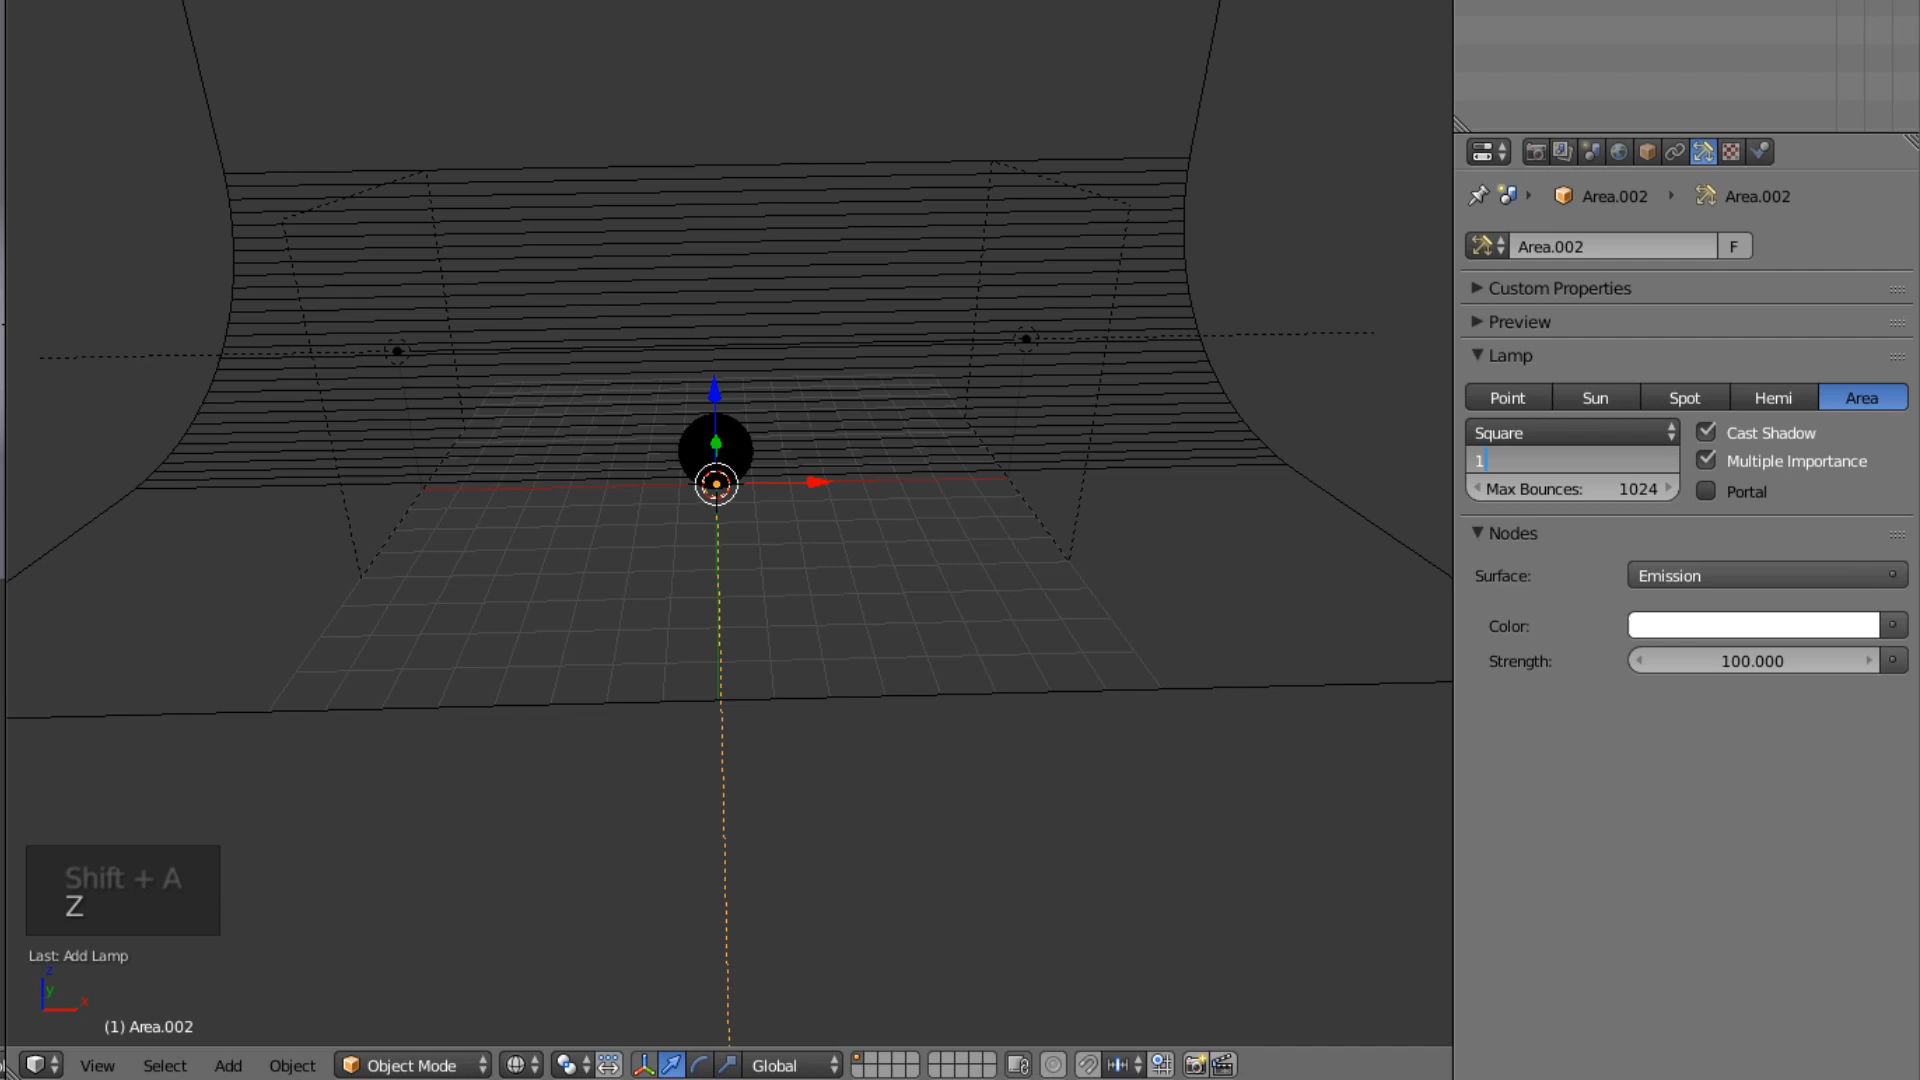 Area.002 Area.002
Area.002 F
Custom Properties
Preview
Lamp
Point Sun Spot Hemi Area
Square Cast Shadow
1 Multiple Importance
Max Bounces: 1024 Portal
Nodes
Surface: Emission
Color:
Strength: 100.000
Shift + A
Z
Last: Add Lamp
z
y
x
(1) Area.002
View Select Add Object Object Mode Global